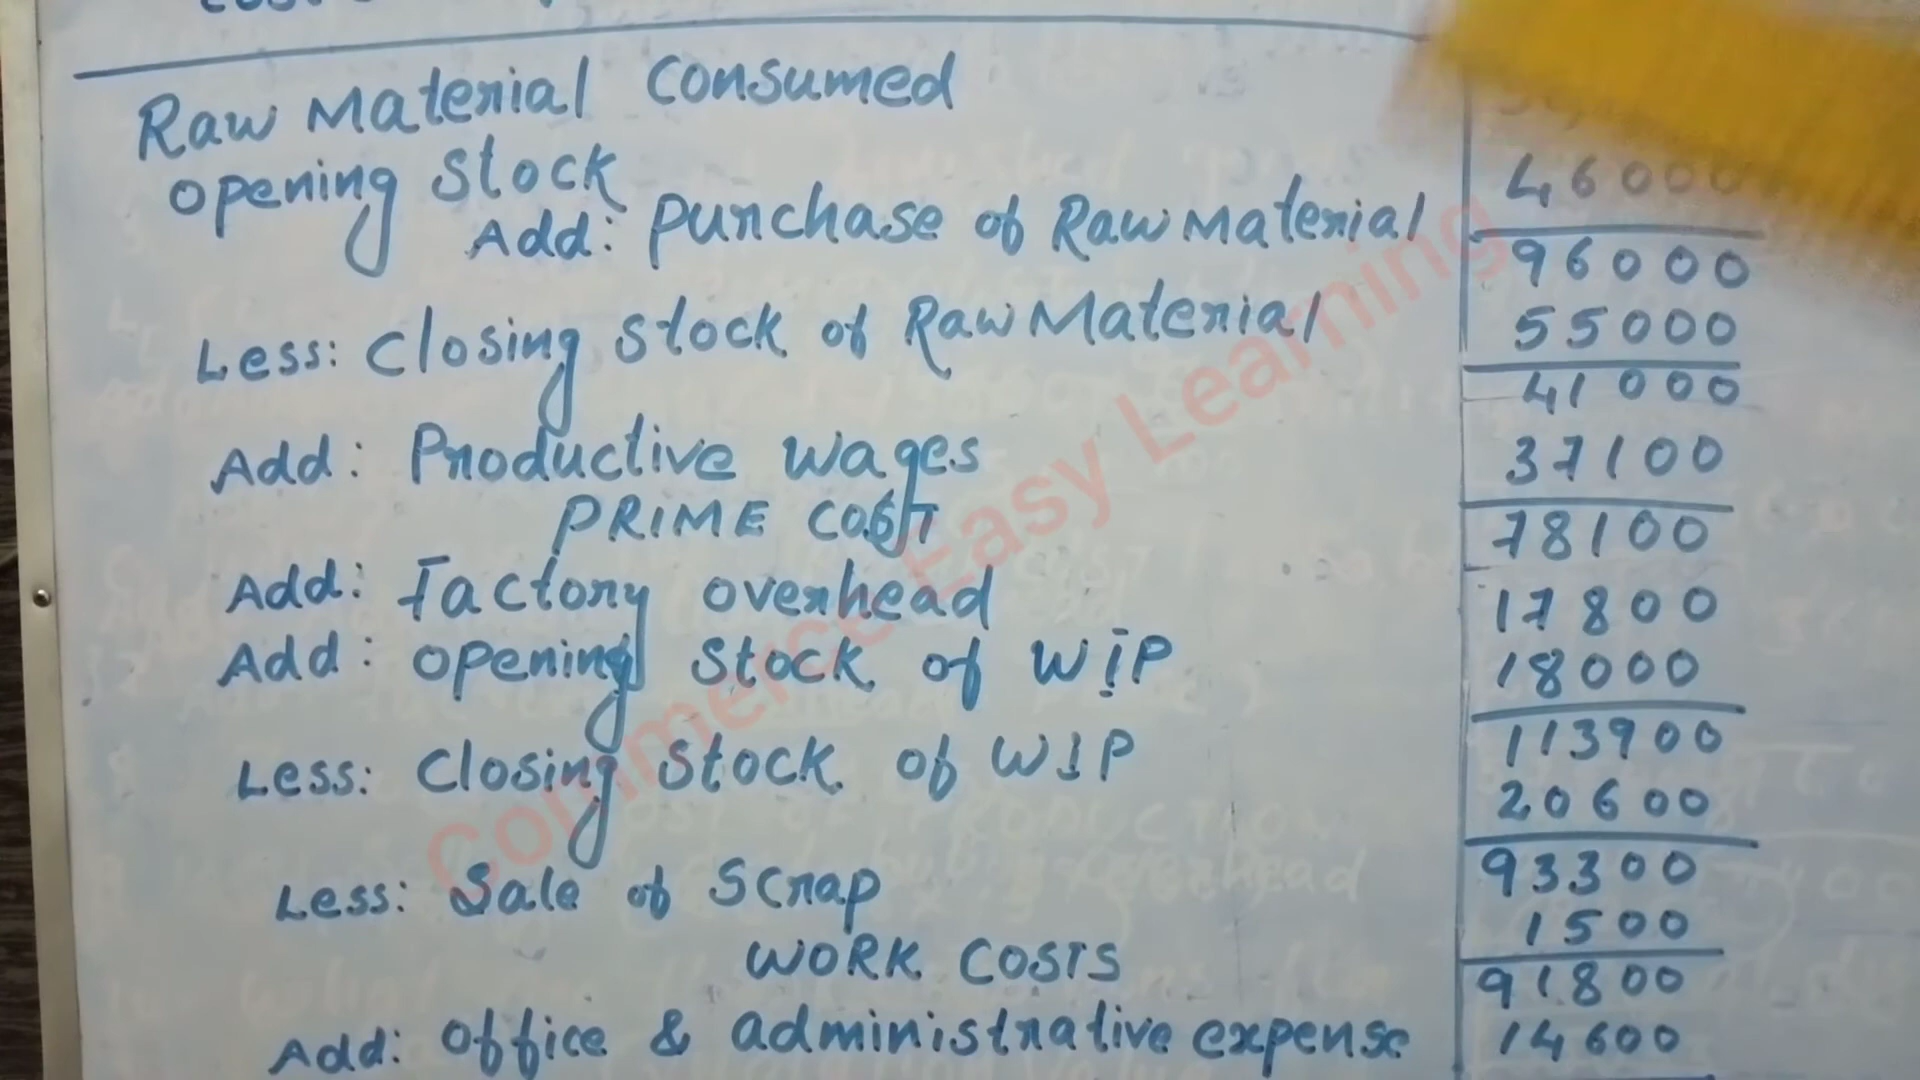 Raw Material Consumed
Opening Stock
Add: Purchase of Raw Material 46000
96000
Less: Closing Stock of Raw Material 55000
41000
Add: Productive Wages 37100
PRIME COST 78100
Add: Factory overhead 17800
Add: Opening Stock of WIP 18000
113900
Less: Closing Stock of WIP 20600
93300
Less: Sale of Scrap 1500
WORK COSTS 91800
Add: Office & administrative expense 14600
Commerce Easy Learning